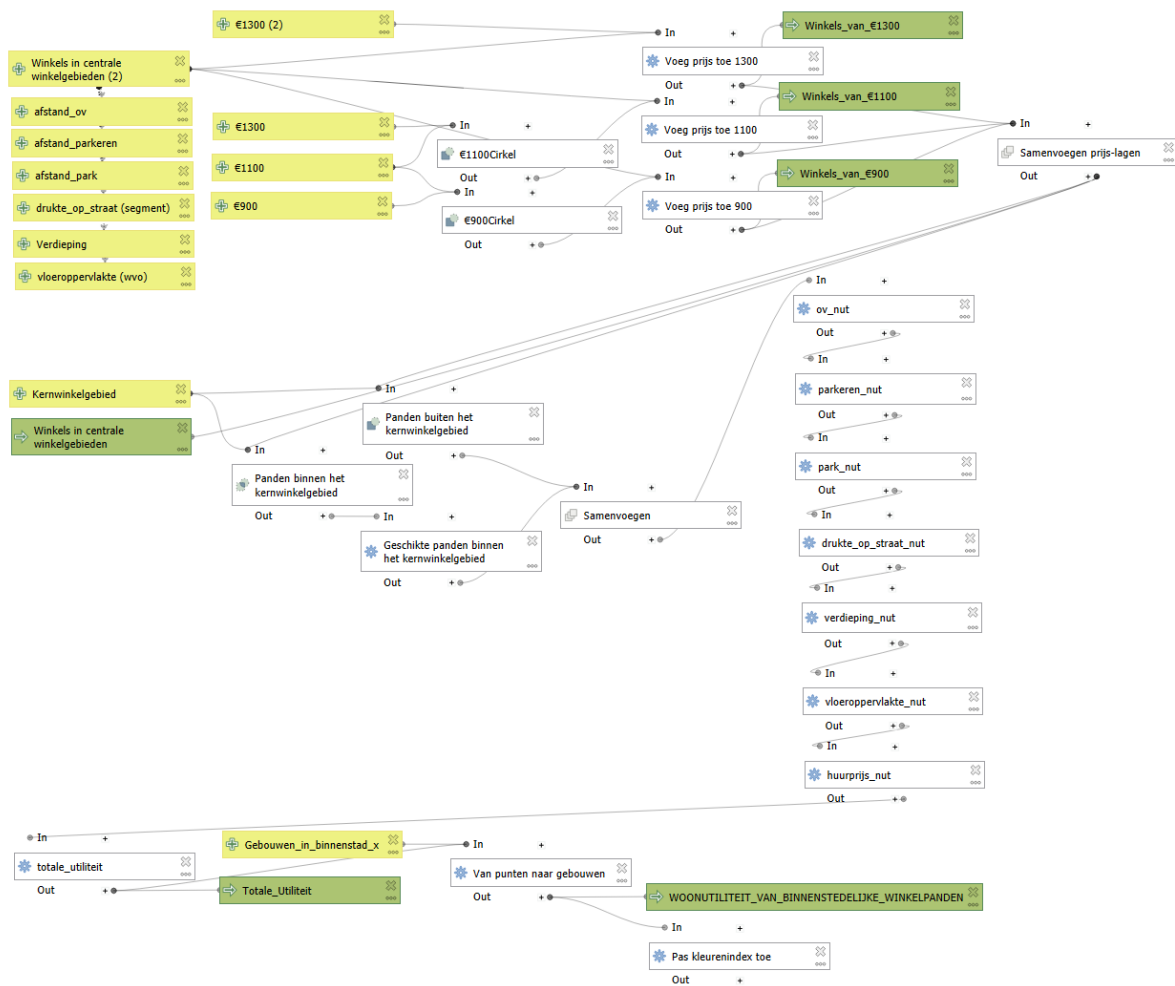 €1300 (2)
In
Winkels_van_€1300
Winkels in centrale
winkelgebieden (2)
Voeg prijs toe 1300
Out
Winkels_van_€1100
In
afstand_ov
€1300
In
Voeg prijs toe 1100
In
afstand_parkeren
€1100Cirkel
Out
Samenvoegen prijs-lagen
€1100
Out
In
Winkels_van_€900
Out
afstand_park
In
drukte_op_straat (segment)
€900
€900Cirkel
Voeg prijs toe 900
Out
Out
Verdieping
vloeroppervlakte (wvo)
In
ov_nut
Out
In
Kernwinkelgebied
In
parkeren_nut
Out
Winkels in centrale
winkelgebieden
Panden buiten het
kernwinkelgebied
Out
In
In
park_nut
Out
Panden binnen het
kernwinkelgebied
Out
In
In
Samenvoegen
Out
In
Geschikte panden binnen
het kernwinkelgebied
Out
drukte_op_straat_nut
Out
In
verdieping_nut
Out
In
vloeroppervlakte_nut
Out
In
huurprijs_nut
Out
In
totale_utiliteit
Out
Gebouwen_in_binnenstad_x
In
Totale_Utiliteit
Van punten naar gebouwen
Out
WOONUTILITEIT_VAN_BINNENSTEDELIJKE_WINKELPANDEN
In
Pas kleurenindex toe
Out